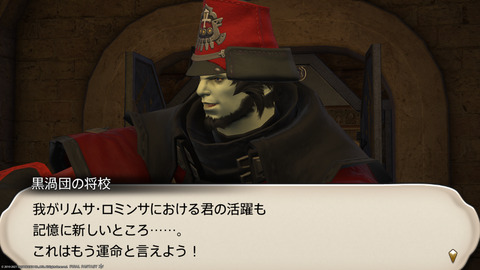 黒渦団の将校
我がリムサ・ロミンサにおける君の活躍も
記憶に新しいところ……。
これはもう運命と言えよう！